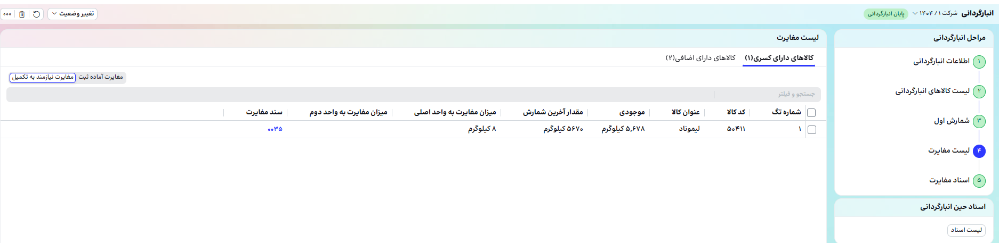 انبارگردانی شرکت ۱ / ۱۴۰۴ پایان انبارگردانی تغییر وضعیت
مراحل انبارگردانی
۱ اطلاعات انبارگردانی
۲ لیست کالاهای انبارگردانی
۳ شمارش اول
۴ لیست مغایرت
۵ اسناد مغایرت
اسناد حین انبارگردانی
لیست اسناد
لیست مغایرت
کالاهای دارای کسری(۱) کالاهای دارای اضافی(۲)
مغایرت آماده ثبت مغایرت نیازمند به تکمیل
جستجو و فیلتر
شماره تگ کد کالا عنوان کالا موجودی مقدار آخرین شمارش میزان مغایرت به واحد اصلی میزان مغایرت به واحد دوم سند مغایرت
۱ ۵۰۴۱۱ لیموناد ۵,۶۷۸ کیلوگرم ۵۶۷۰ کیلوگرم ۸ کیلوگرم ۰۰۳۵